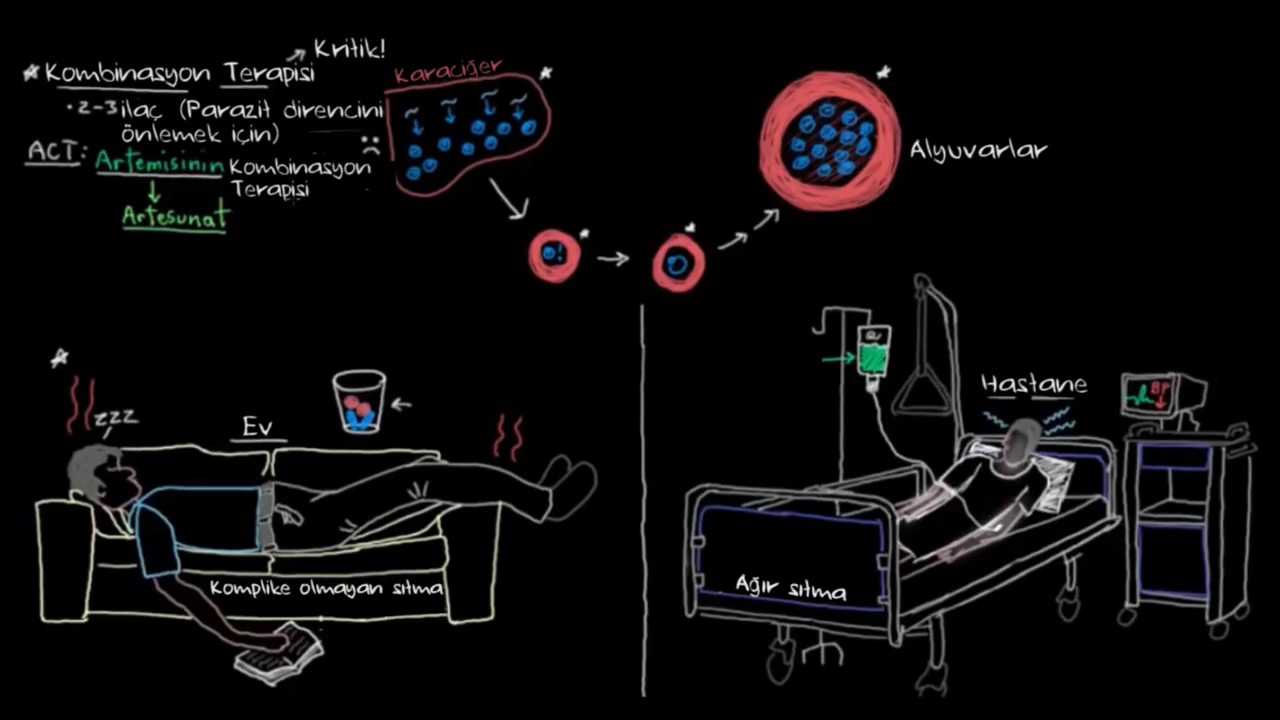 Kritik!
* Kombinasyon Terapisi
• 2-3 ilaç (Parazit direncini
önlemek için)
ACT: Artemisinin Kombinasyon
Terapisi
Artesunat
Karaciğer
Alyuvarlar
zzz
Ev
Komplike olmayan sıtma
Hastane
BP
Ağır sıtma